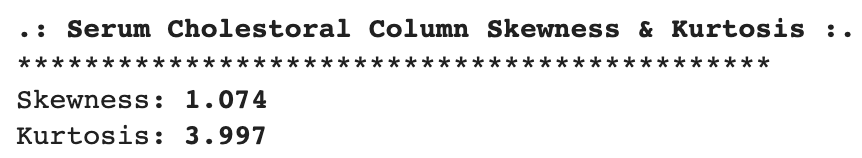 .: Serum Cholestoral Column Skewness & Kurtosis :.
*********************************************
Skewness: 1.074
Kurtosis: 3.997